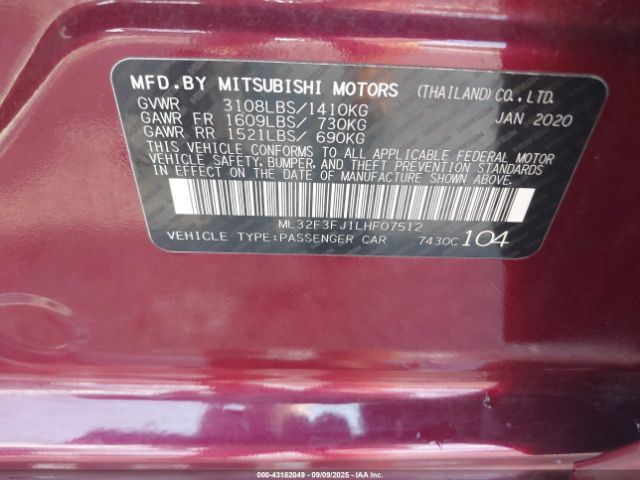 MFD.BY MITSUBISHI MOTORS (THAILAND) CO.,LTD.
GVWR 3108LBS/1410KG JAN 2020
GAWR FR 1609LBS/ 730KG
GAWR RR 1521LBS/ 690KG
THIS VEHICLE CONFORMS TO ALL APPLICABLE FEDERAL MOTOR
VEHICLE SAFETY, BUMPER, AND THEFT PREVENTION STANDARDS
IN EFFECT ON THE DATE OF MANUFACTURE SHOWN ABOVE.
ML32F3FJ1LHF07512
VEHICLE TYPE:PASSENGER CAR 7430C 104
000-43182049 - 09/09/2025 - IAAI.COM